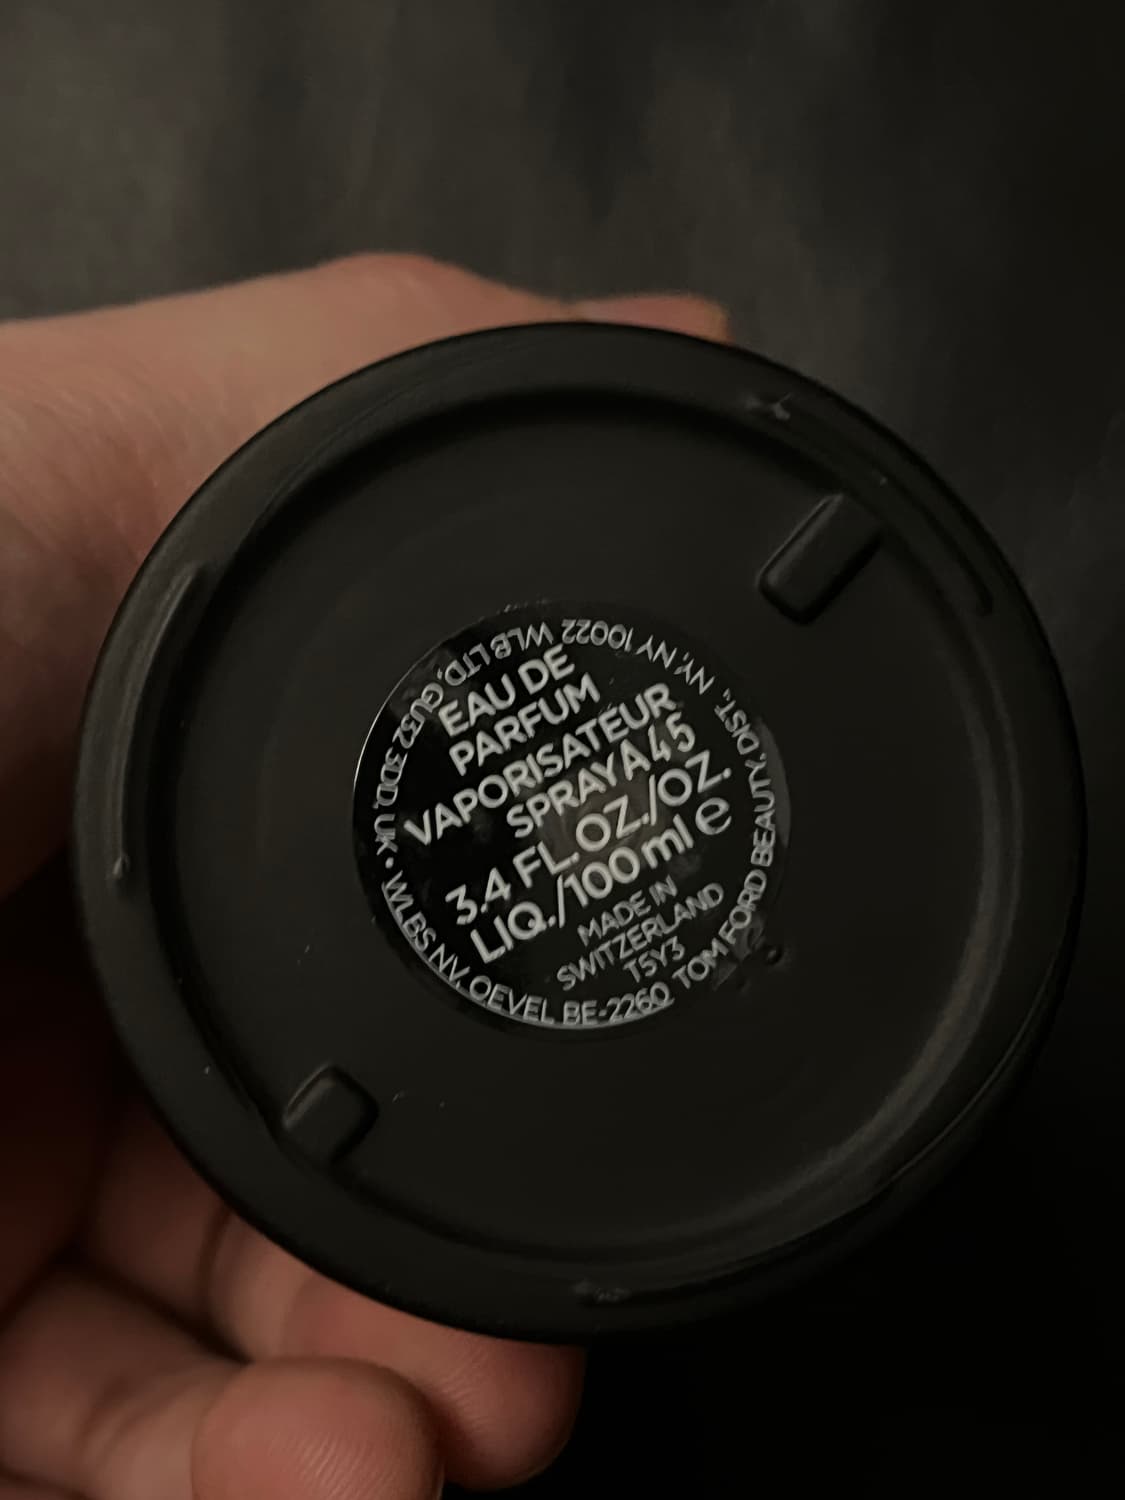 EAU DE
PARFUM
VAPORISATEUR
SPRAY A45
3.4 FL.OZ./OZ.
LIQ./100 ml ℮
MADE IN
SWITZERLAND
T5Y3
TOM FORD BEAUTY, DIST., NY, NY 10022 WLB LTD, GU32 3DD, UK • WLBS NV, OEVEL BE-2260